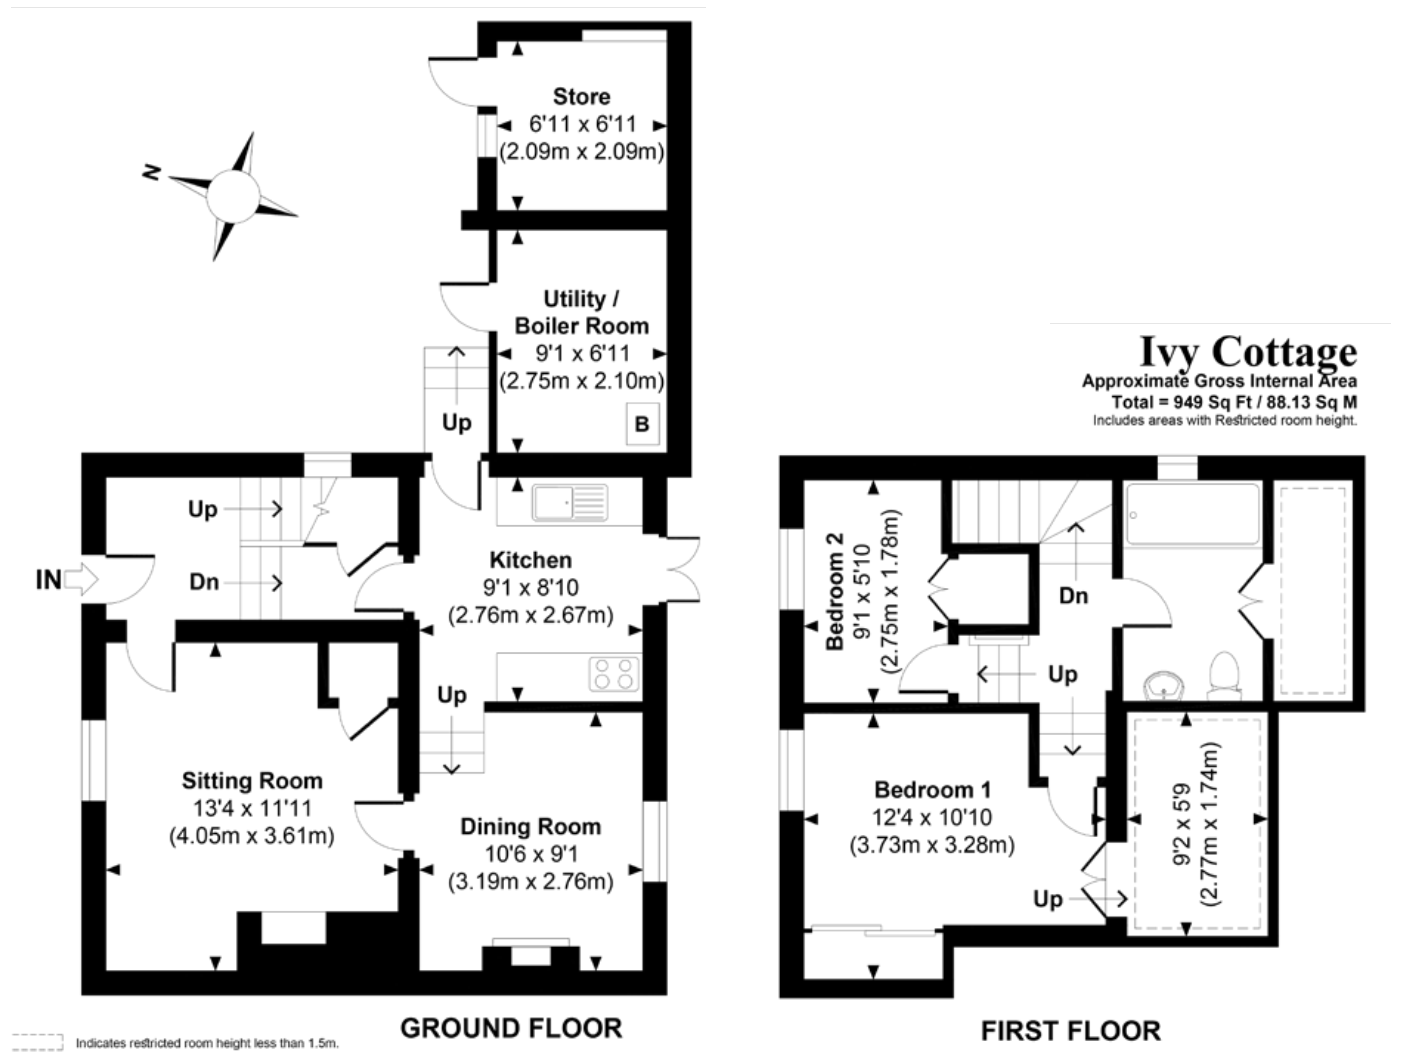 Store
6'11 x 6'11
(2.09m x 2.09m)
N
Utility /
Boiler Room
9'1 x 6'11
(2.75m x 2.10m)
B
Up
Up
Dn
IN
Kitchen
9'1 x 8'10
(2.76m x 2.67m)
Up
Sitting Room
13'4 x 11'11
(4.05m x 3.61m)
Dining Room
10'6 x 9'1
(3.19m x 2.76m)
GROUND FLOOR
Indicates restricted room height less than 1.5m.
Ivy Cottage
Approximate Gross Internal Area
Total = 949 Sq Ft / 88.13 Sq M
Includes areas with Restricted room height.
Bedroom 2
9'1 x 5'10
(2.75m x 1.78m)
Dn
Up
Bedroom 1
12'4 x 10'10
(3.73m x 3.28m)
Up
9'2 x 5'9
(2.77m x 1.74m)
FIRST FLOOR